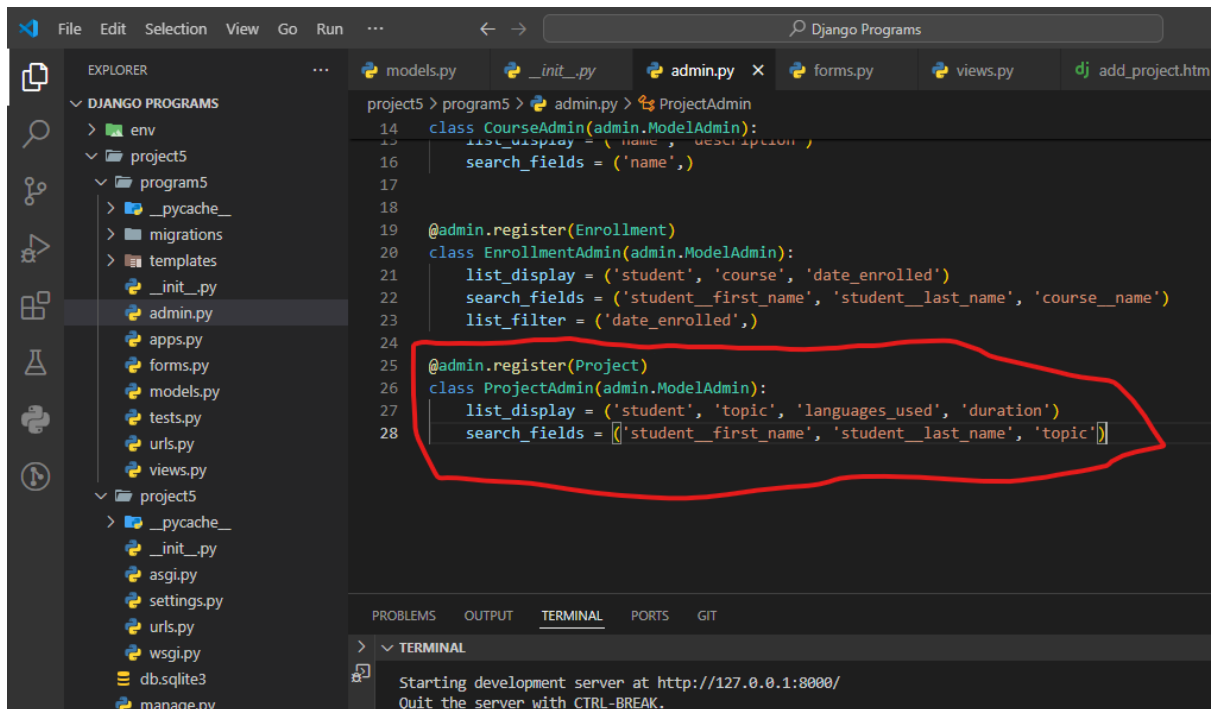 File Edit Selection View Go Run ... Django Programs
EXPLORER ...
models.py __init__.py admin.py forms.py views.py dj add_project.htm
DJANGO PROGRAMS
env
project5
program5
__pycache__
migrations
templates
__init__.py
admin.py
apps.py
forms.py
models.py
tests.py
urls.py
views.py
project5
__pycache__
__init__.py
asgi.py
settings.py
urls.py
wsgi.py
db.sqlite3
manage.py
project5 > program5 > admin.py > ProjectAdmin
14 class CourseAdmin(admin.ModelAdmin):
15 list_display = ('name', 'description')
16 search_fields = ('name',)
17
18
19 @admin.register(Enrollment)
20 class EnrollmentAdmin(admin.ModelAdmin):
21 list_display = ('student', 'course', 'date_enrolled')
22 search_fields = ('student__first_name', 'student__last_name', 'course__name')
23 list_filter = ('date_enrolled',)
24
25 @admin.register(Project)
26 class ProjectAdmin(admin.ModelAdmin):
27 list_display = ('student', 'topic', 'languages_used', 'duration')
28 search_fields = ('student__first_name', 'student__last_name', 'topic')
PROBLEMS OUTPUT TERMINAL PORTS GIT
TERMINAL
Starting development server at http://127.0.0.1:8000/
Quit the server with CTRL-BREAK.